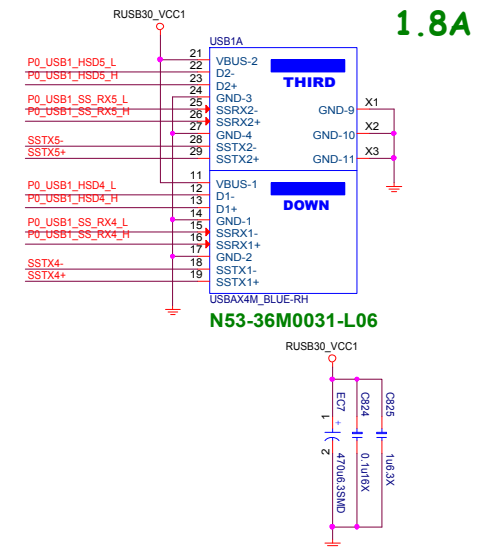 RUSB30_VCC1
1.8A
USB1A
P0_USB1_HSD5_L 21 VBUS-2
P0_USB1_HSD5_H 22 D2-
23 D2+
THIRD
24 GND-3
P0_USB1_SS_RX5_L 25 SSRX2- GND-9 X1
P0_USB1_SS_RX5_H 26 SSRX2+
27 GND-4 GND-10 X2
SSTX5- 28 SSTX2-
SSTX5+ 29 SSTX2+ GND-11 X3
11 VBUS-1
P0_USB1_HSD4_L 12 D1-
P0_USB1_HSD4_H 13 D1+
DOWN
14 GND-1
P0_USB1_SS_RX4_L 15 SSRX1-
P0_USB1_SS_RX4_H 16 SSRX1+
17 GND-2
SSTX4- 18 SSTX1-
SSTX4+ 19 SSTX1+
USBAX4M_BLUE-RH
N53-36M0031-L06
RUSB30_VCC1
EC7
1
+
2
470u6.3SMD
C824
0.1u16X
C825
1u6.3X